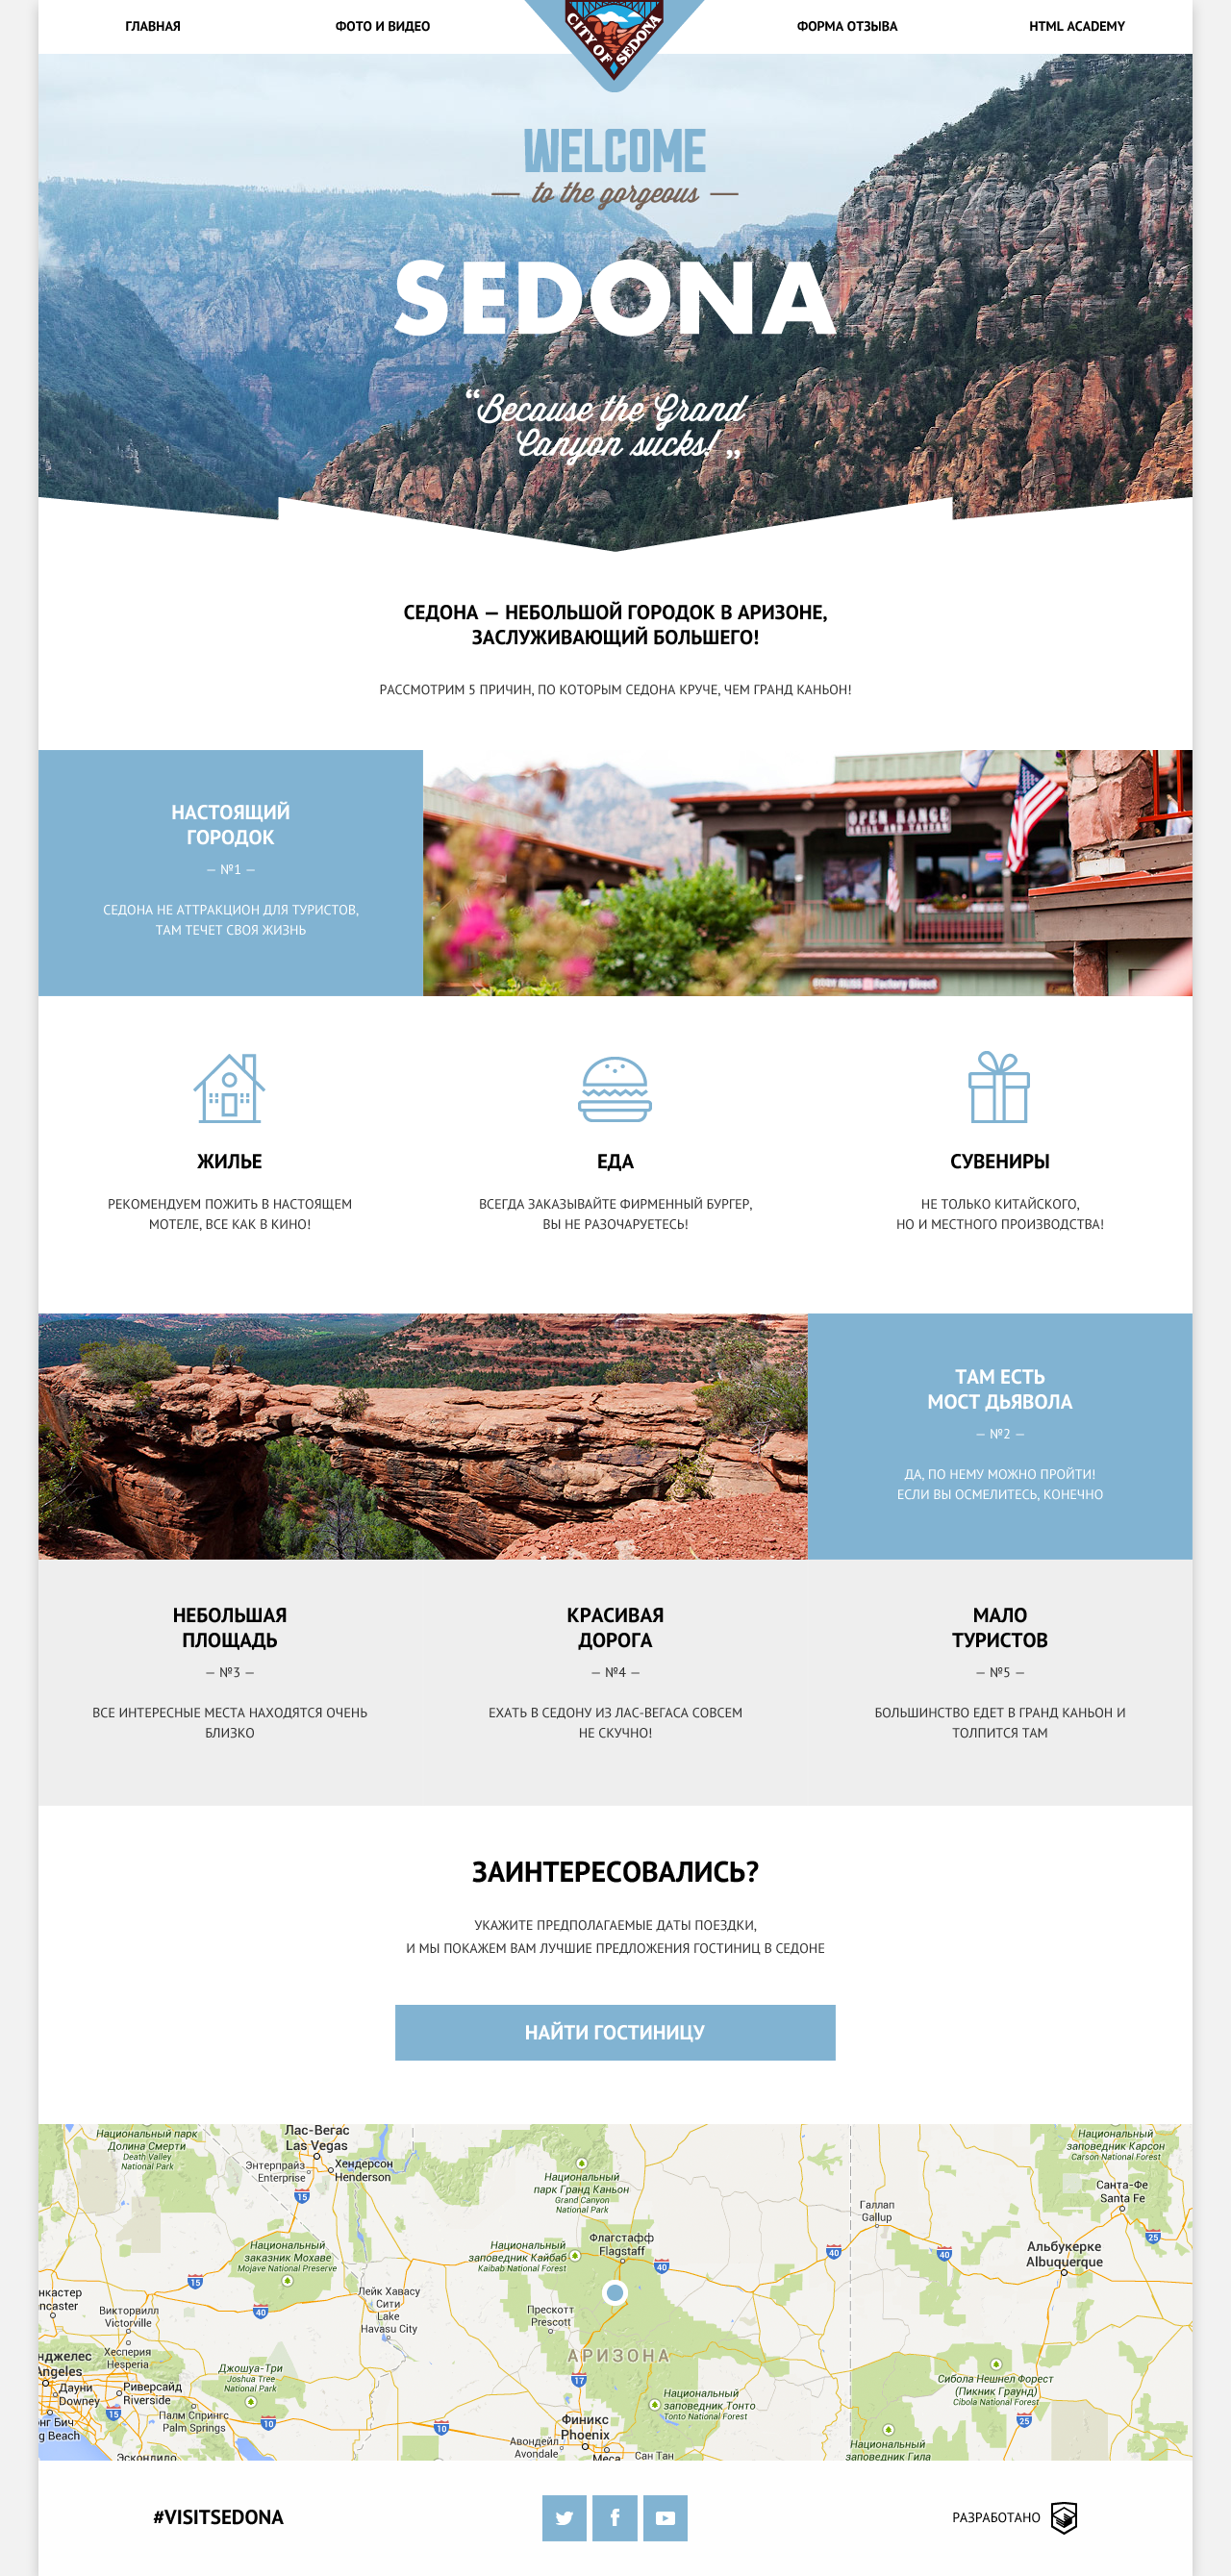 ГЛАВНАЯ
ФОТО И ВИДЕО
CITY OF SEDONA
ФОРМА ОТЗЫВА
HTML ACADEMY
WELCOME
— to the gorgeous —
SEDONA
“Because the Grand
Canyon sucks! „
СЕДОНА — НЕБОЛЬШОЙ ГОРОДОК В АРИЗОНЕ,
ЗАСЛУЖИВАЮЩИЙ БОЛЬШЕГО!
РАССМОТРИМ 5 ПРИЧИН, ПО КОТОРЫМ СЕДОНА КРУЧЕ, ЧЕМ ГРАНД КАНЬОН!
НАСТОЯЩИЙ
ГОРОДОК
— №1 —
СЕДОНА НЕ АТТРАКЦИОН ДЛЯ ТУРИСТОВ,
ТАМ ТЕЧЕТ СВОЯ ЖИЗНЬ
OPEN RANGE
GRILL AND TAVERN
ЖИЛЬЕ
РЕКОМЕНДУЕМ ПОЖИТЬ В НАСТОЯЩЕМ
МОТЕЛЕ, ВСЕ КАК В КИНО!
ЕДА
ВСЕГДА ЗАКАЗЫВАЙТЕ ФИРМЕННЫЙ БУРГЕР,
ВЫ НЕ РАЗОЧАРУЕТЕСЬ!
СУВЕНИРЫ
НЕ ТОЛЬКО КИТАЙСКОГО,
НО И МЕСТНОГО ПРОИЗВОДСТВА!
ТАМ ЕСТЬ
МОСТ ДЬЯВОЛА
— №2 —
ДА, ПО НЕМУ МОЖНО ПРОЙТИ!
ЕСЛИ ВЫ ОСМЕЛИТЕСЬ, КОНЕЧНО
НЕБОЛЬШАЯ
ПЛОЩАДЬ
— №3 —
ВСЕ ИНТЕРЕСНЫЕ МЕСТА НАХОДЯТСЯ ОЧЕНЬ
БЛИЗКО
КРАСИВАЯ
ДОРОГА
— №4 —
ЕХАТЬ В СЕДОНУ ИЗ ЛАС-ВЕГАСА СОВСЕМ
НЕ СКУЧНО!
МАЛО
ТУРИСТОВ
— №5 —
БОЛЬШИНСТВО ЕДЕТ В ГРАНД КАНЬОН И
ТОЛПИТСЯ ТАМ
ЗАИНТЕРЕСОВАЛИСЬ?
УКАЖИТЕ ПРЕДПОЛАГАЕМЫЕ ДАТЫ ПОЕЗДКИ,
И МЫ ПОКАЖЕМ ВАМ ЛУЧШИЕ ПРЕДЛОЖЕНИЯ ГОСТИНИЦ В СЕДОНЕ
НАЙТИ ГОСТИНИЦУ
Национальный парк
Долина Смерти
Death Valley
National Park
Лас-Вегас
Las Vegas
Энтерпрайз
Enterprise
Хендерсон
Henderson
15
Национальный
парк Гранд Каньон
Grand Canyon
National Park
Национальный
заповедник Карсон
Carson National Forest
Санта-Фе
Santa Fe
Галлап
Gallup
25
Национальный
заказник Мохаве
Mojave National Preserve
Национальный
заповедник Кайбаб
Kaibab National Forest
Флагстафф
Flagstaff
40
40
40
Альбукерке
Albuquerque
15
40
нкастер
ncaster
Викторвилл
Victorville
Лейк Хавасу
Сити
Lake
Havasu City
Прескотт
Prescott
Хесперия
Hesperia
АРИЗОНА
нджелес
Angeles
Дауни
Downey
Риверсайд
Riverside
Джошуа-Три
Joshua Tree
National Park
17
Сибола Нешнел Форест
(Пикник Граунд)
Cibola National Forest
Национальный
заповедник Тонто
Tonto National Forest
нг Бич
g Beach
15
Палм Спрингс
Palm Springs
10
10
Финикс
Phoenix
25
Авондейл
Avondale
Меса
Сан Тан
Эскондидо
Национальный
заповедник Гила
#VISITSEDONA
РАЗРАБОТАНО